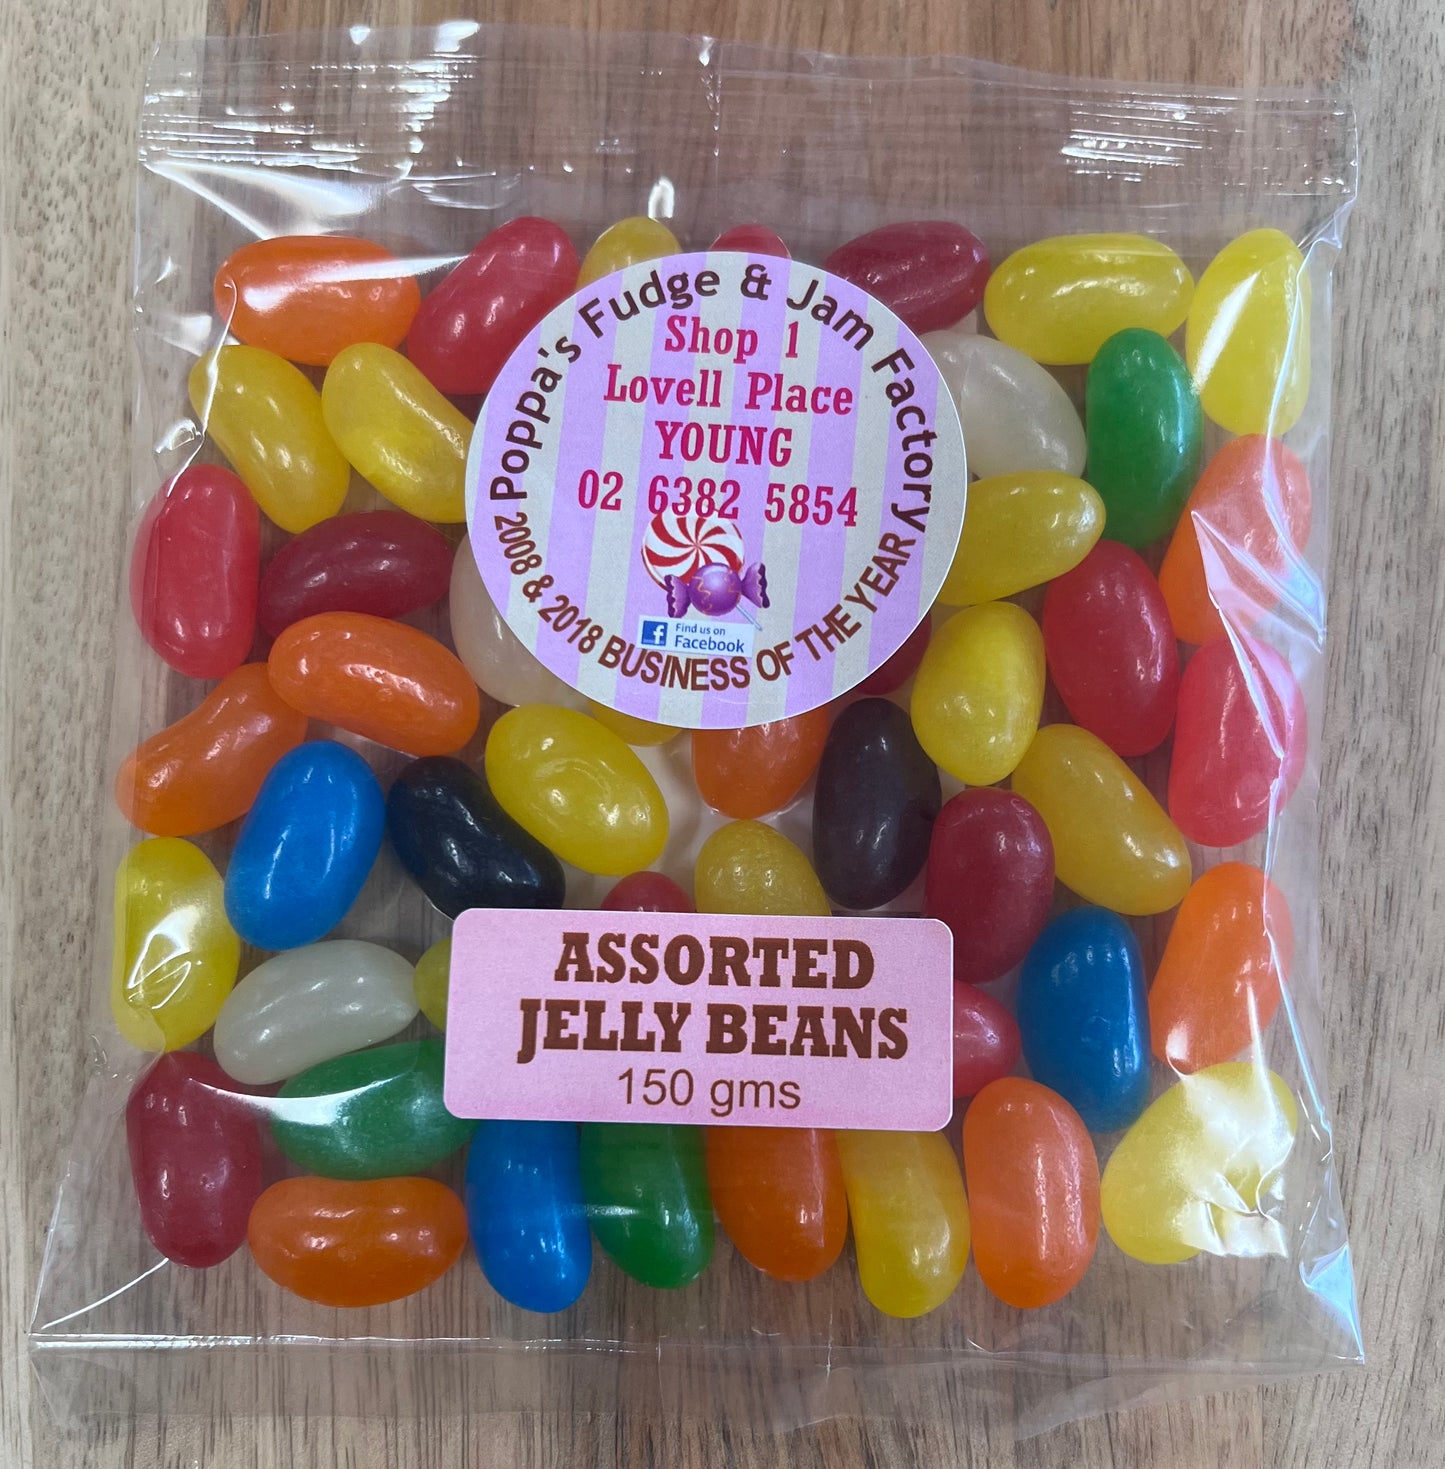 Poppa's Fudge & Jam Factory
Shop 1
Lovell Place
YOUNG
02 6382 5854
f Find us on
Facebook
2008 & 2018 BUSINESS OF THE YEAR
ASSORTED
JELLY BEANS
150 gms